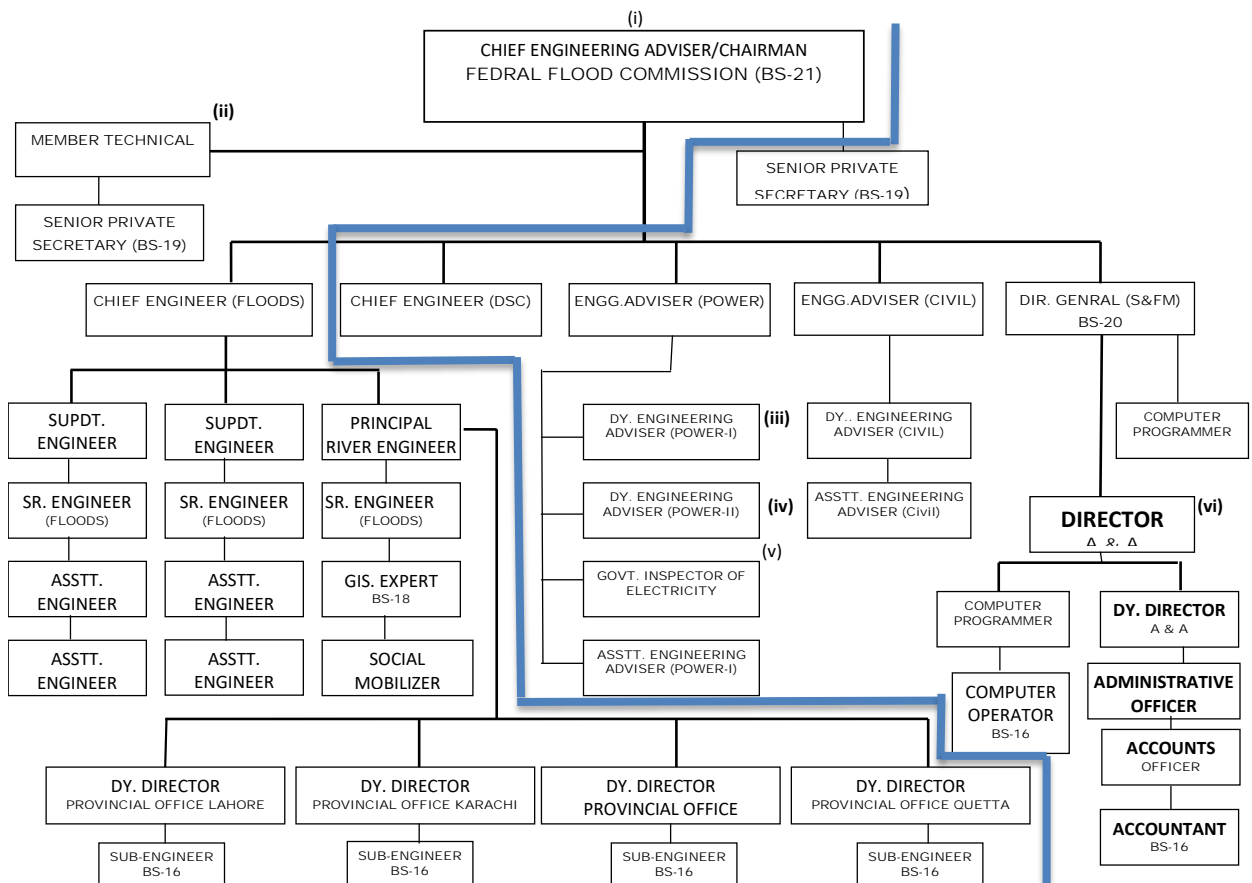 (i)
CHIEF ENGINEERING ADVISER/CHAIRMAN
FEDRAL FLOOD COMMISSION (BS-21)
(ii)
MEMBER TECHNICAL
SENIOR PRIVATE
SECRETARY (BS-19)
SENIOR PRIVATE
SECRETARY (BS-19)
CHIEF ENGINEER (FLOODS)
CHIEF ENGINEER (DSC)
ENGG.ADVISER (POWER)
ENGG.ADVISER (CIVIL)
DIR. GENRAL (S&FM)
BS-20
SUPDT.
ENGINEER
SUPDT.
ENGINEER
PRINCIPAL
RIVER ENGINEER
DY. ENGINEERING
ADVISER (POWER-I)
(iii)
DY.. ENGINEERING
ADVISER (CIVIL)
COMPUTER
PROGRAMMER
SR. ENGINEER
(FLOODS)
SR. ENGINEER
(FLOODS)
SR. ENGINEER
(FLOODS)
DY. ENGINEERING
ADVISER (POWER-II)
(iv)
ASSTT. ENGINEERING
ADVISER (Civil)
DIRECTOR
A & A
(vi)
(v)
ASSTT.
ENGINEER
ASSTT.
ENGINEER
GIS. EXPERT
BS-18
GOVT. INSPECTOR OF
ELECTRICITY
COMPUTER
PROGRAMMER
DY. DIRECTOR
A & A
ASSTT.
ENGINEER
ASSTT.
ENGINEER
SOCIAL
MOBILIZER
ASSTT. ENGINEERING
ADVISER (POWER-I)
COMPUTER
OPERATOR
BS-16
ADMINISTRATIVE
OFFICER
ACCOUNTS
OFFICER
DY. DIRECTOR
PROVINCIAL OFFICE LAHORE
DY. DIRECTOR
PROVINCIAL OFFICE KARACHI
DY. DIRECTOR
PROVINCIAL OFFICE
DY. DIRECTOR
PROVINCIAL OFFICE QUETTA
ACCOUNTANT
BS-16
SUB-ENGINEER
BS-16
SUB-ENGINEER
BS-16
SUB-ENGINEER
BS-16
SUB-ENGINEER
BS-16